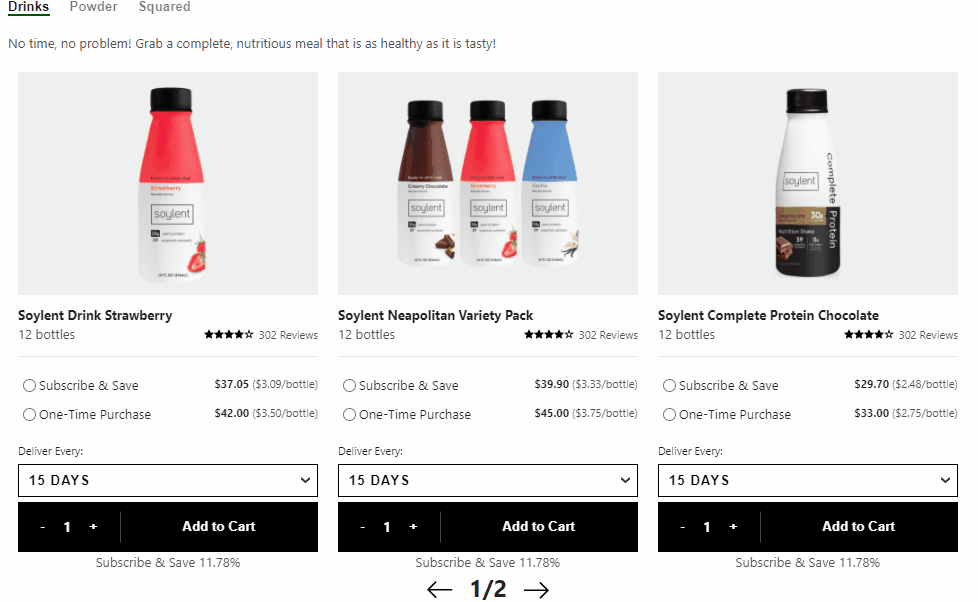 Drinks Powder Squared
No time, no problem! Grab a complete, nutritious meal that is as healthy as it is tasty!
Strawberry
soylent
Creamy Chocolate
soylent
Strawberry
soylent
Vanilla
soylent
soylent
Complete Protein
CHOCOLATE 30g
Nutrition Shake
39 0g
Soylent Drink Strawberry
12 bottles 302 Reviews
Subscribe & Save $37.05 ($3.09/bottle)
One-Time Purchase $42.00 ($3.50/bottle)
Deliver Every:
15 DAYS
- 1 + Add to Cart
Subscribe & Save 11.78%
Soylent Neapolitan Variety Pack
12 bottles 302 Reviews
Subscribe & Save $39.90 ($3.33/bottle)
One-Time Purchase $45.00 ($3.75/bottle)
Deliver Every:
15 DAYS
- 1 + Add to Cart
Subscribe & Save 11.78%
Soylent Complete Protein Chocolate
12 bottles 302 Reviews
Subscribe & Save $29.70 ($2.48/bottle)
One-Time Purchase $33.00 ($2.75/bottle)
Deliver Every:
15 DAYS
- 1 + Add to Cart
Subscribe & Save 11.78%
1/2